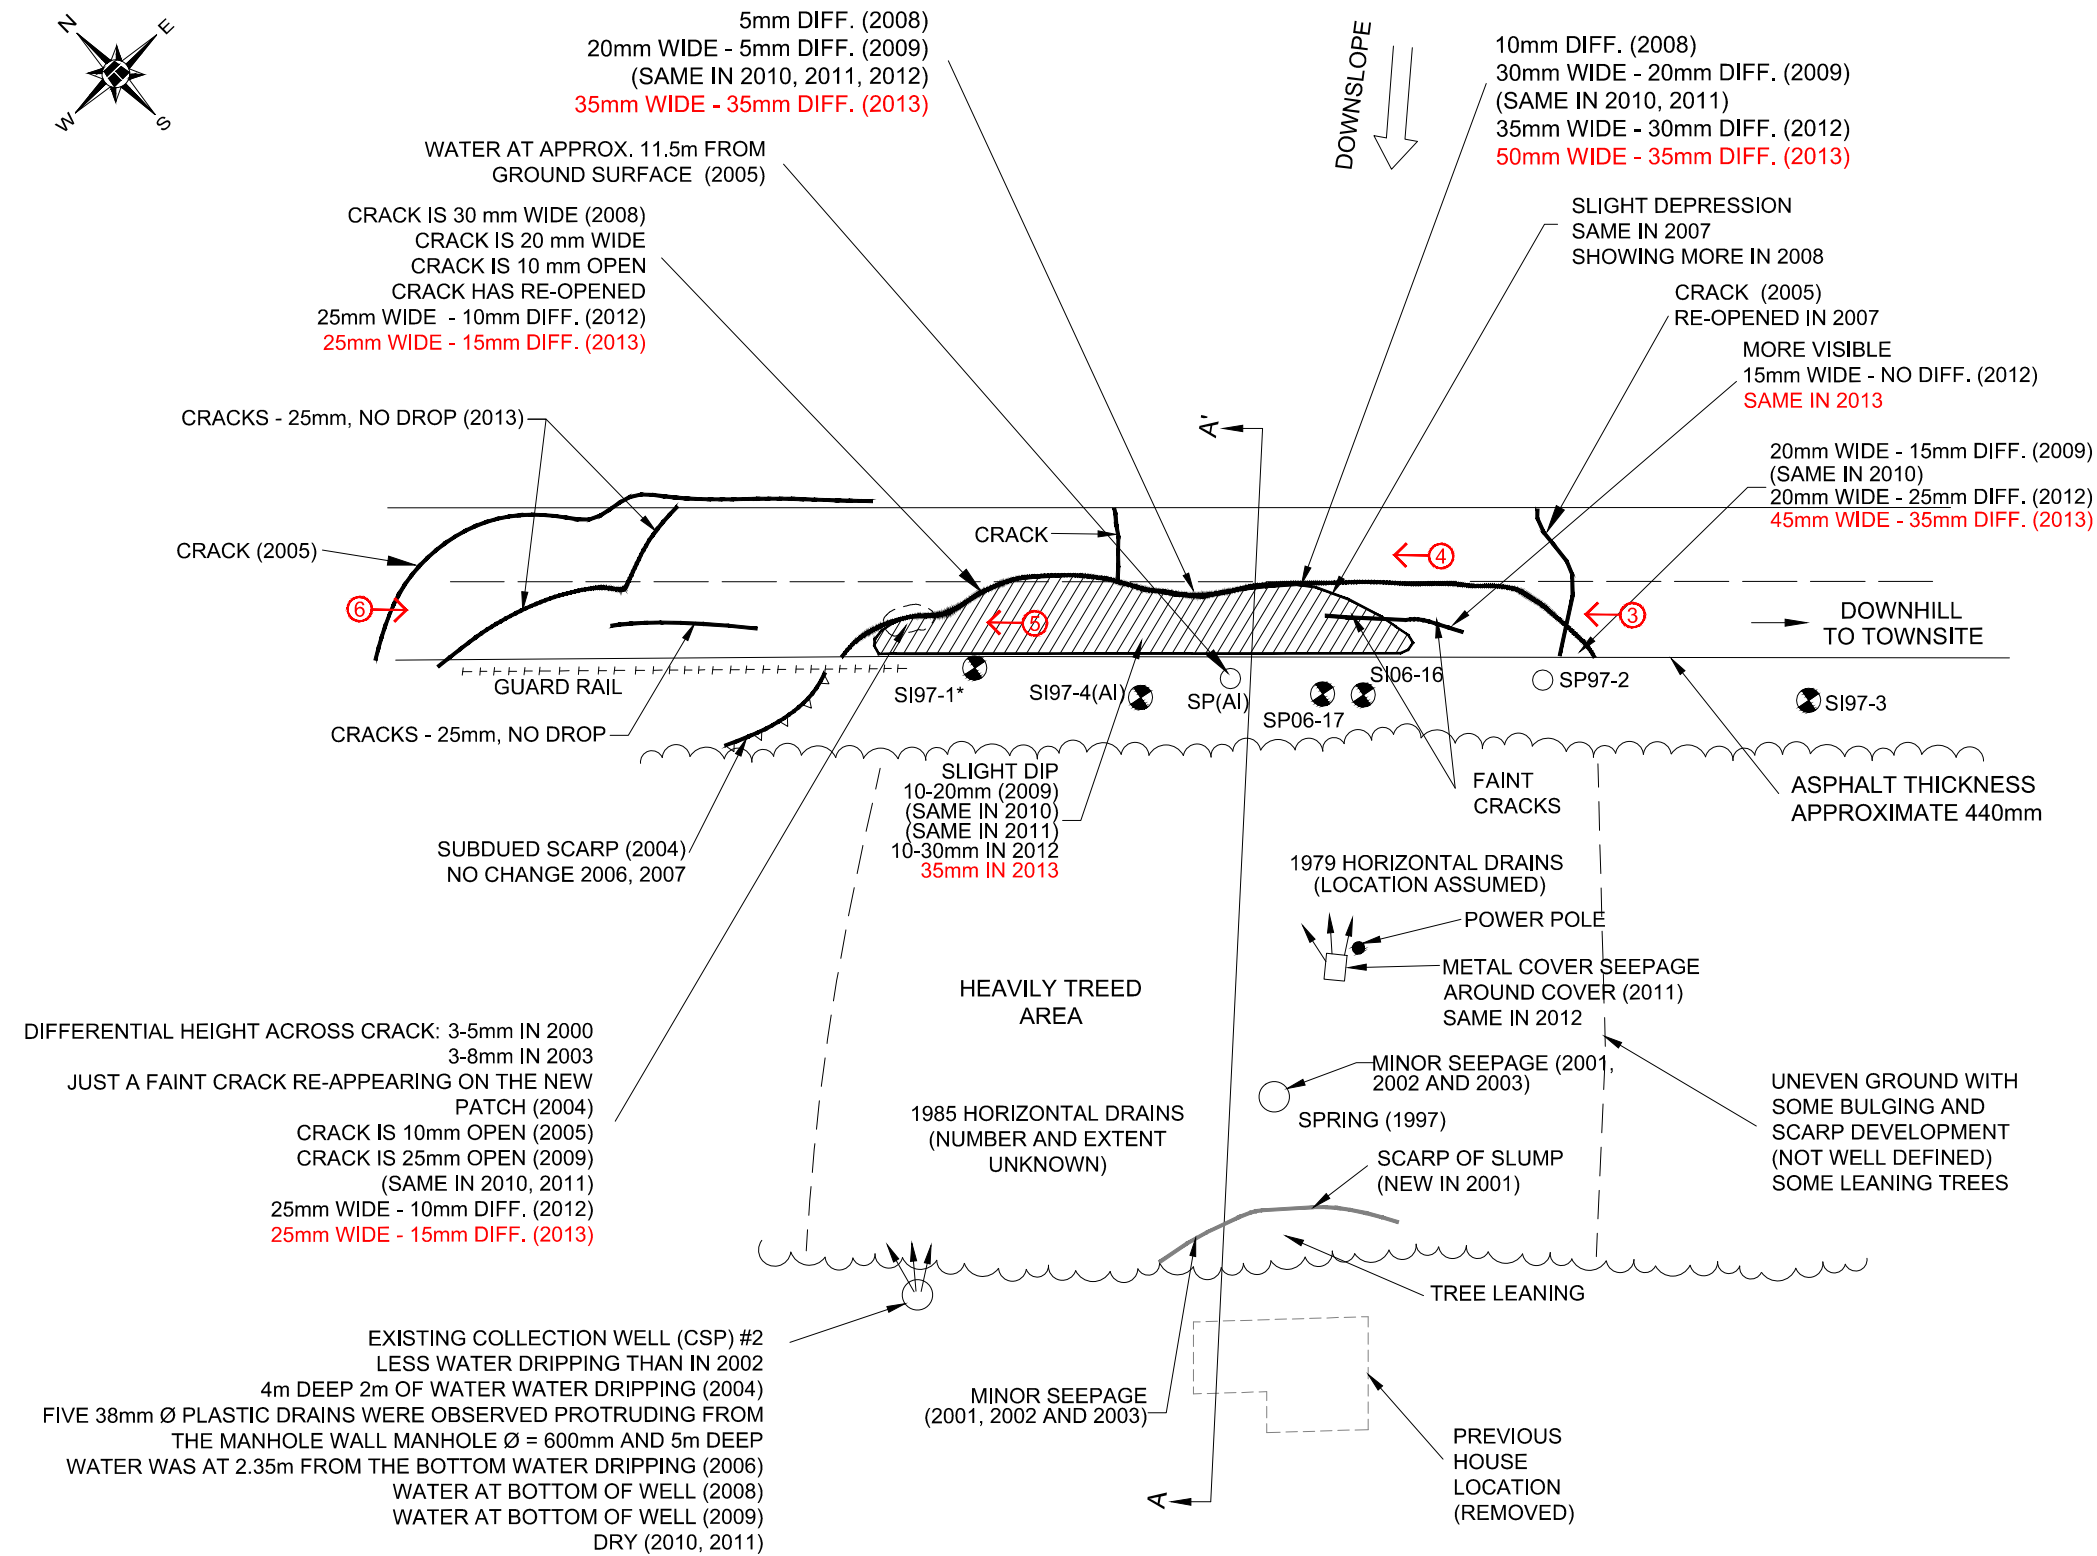 N
E
W
S
5mm DIFF. (2008)
20mm WIDE - 5mm DIFF. (2009)
(SAME IN 2010, 2011, 2012)
35mm WIDE - 35mm DIFF. (2013)
DOWNSLOPE
10mm DIFF. (2008)
30mm WIDE - 20mm DIFF. (2009)
(SAME IN 2010, 2011)
35mm WIDE - 30mm DIFF. (2012)
50mm WIDE - 35mm DIFF. (2013)
WATER AT APPROX. 11.5m FROM
GROUND SURFACE (2005)
CRACK IS 30 mm WIDE (2008)
CRACK IS 20 mm WIDE
CRACK IS 10 mm OPEN
CRACK HAS RE-OPENED
25mm WIDE - 10mm DIFF. (2012)
25mm WIDE - 15mm DIFF. (2013)
SLIGHT DEPRESSION
SAME IN 2007
SHOWING MORE IN 2008
CRACK (2005)
RE-OPENED IN 2007
MORE VISIBLE
15mm WIDE - NO DIFF. (2012)
SAME IN 2013
20mm WIDE - 15mm DIFF. (2009)
(SAME IN 2010)
20mm WIDE - 25mm DIFF. (2012)
45mm WIDE - 35mm DIFF. (2013)
CRACKS - 25mm, NO DROP (2013)
A'
CRACK (2005)
CRACK
4
6
5
3
DOWNHILL
TO TOWNSITE
GUARD RAIL
SI97-1*
SI97-4(AI)
SP(AI)
SP06-17
SI06-16
SP97-2
SI97-3
CRACKS - 25mm, NO DROP
SLIGHT DIP
10-20mm (2009)
(SAME IN 2010)
(SAME IN 2011)
10-30mm IN 2012
35mm IN 2013
FAINT
CRACKS
ASPHALT THICKNESS
APPROXIMATE 440mm
SUBDUED SCARP (2004)
NO CHANGE 2006, 2007
1979 HORIZONTAL DRAINS
(LOCATION ASSUMED)
POWER POLE
METAL COVER SEEPAGE
AROUND COVER (2011)
SAME IN 2012
HEAVILY TREED
AREA
DIFFERENTIAL HEIGHT ACROSS CRACK: 3-5mm IN 2000
3-8mm IN 2003
JUST A FAINT CRACK RE-APPEARING ON THE NEW
PATCH (2004)
CRACK IS 10mm OPEN (2005)
CRACK IS 25mm OPEN (2009)
(SAME IN 2010, 2011)
25mm WIDE - 10mm DIFF. (2012)
25mm WIDE - 15mm DIFF. (2013)
MINOR SEEPAGE (2001,
2002 AND 2003)
SPRING (1997)
1985 HORIZONTAL DRAINS
(NUMBER AND EXTENT
UNKNOWN)
UNEVEN GROUND WITH
SOME BULGING AND
SCARP DEVELOPMENT
(NOT WELL DEFINED)
SOME LEANING TREES
SCARP OF SLUMP
(NEW IN 2001)
TREE LEANING
EXISTING COLLECTION WELL (CSP) #2
LESS WATER DRIPPING THAN IN 2002
4m DEEP 2m OF WATER WATER DRIPPING (2004)
FIVE 38mm Ø PLASTIC DRAINS WERE OBSERVED PROTRUDING FROM
THE MANHOLE WALL MANHOLE Ø = 600mm AND 5m DEEP
WATER WAS AT 2.35m FROM THE BOTTOM WATER DRIPPING (2006)
WATER AT BOTTOM OF WELL (2008)
WATER AT BOTTOM OF WELL (2009)
DRY (2010, 2011)
MINOR SEEPAGE
(2001, 2002 AND 2003)
A
PREVIOUS
HOUSE
LOCATION
(REMOVED)